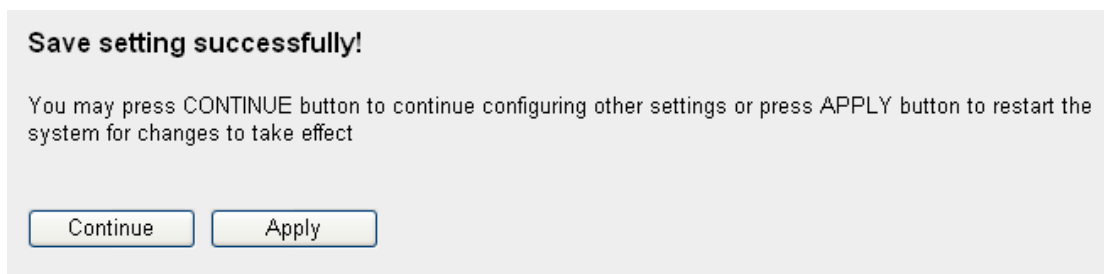 Save setting successfully!
You may press CONTINUE button to continue configuring other settings or press APPLY button to restart the
system for changes to take effect
Continue Apply